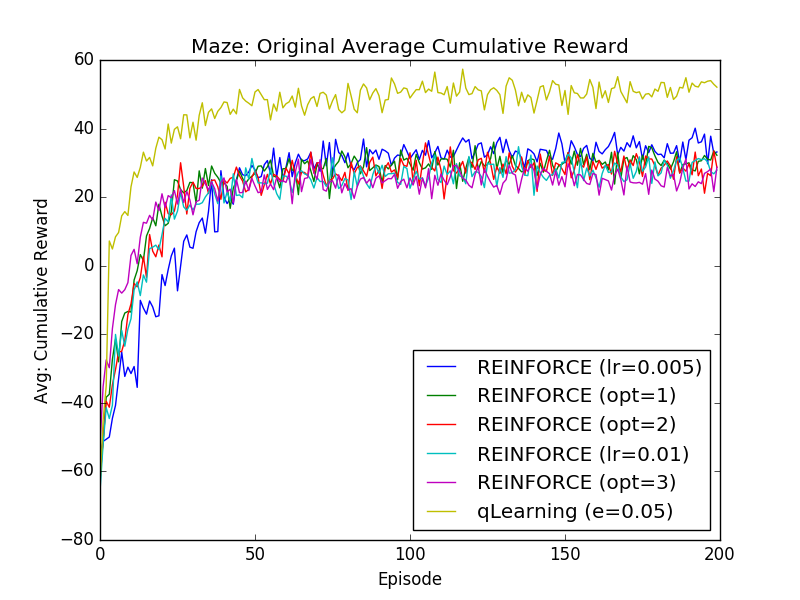 Maze: Original Average Cumulative Reward
60
40
20
0
−20
−40
−60
−80
Avg: Cumulative Reward
0
50
100
150
200
Episode
REINFORCE (lr=0.005)
REINFORCE (opt=1)
REINFORCE (opt=2)
REINFORCE (lr=0.01)
REINFORCE (opt=3)
qLearning (e=0.05)